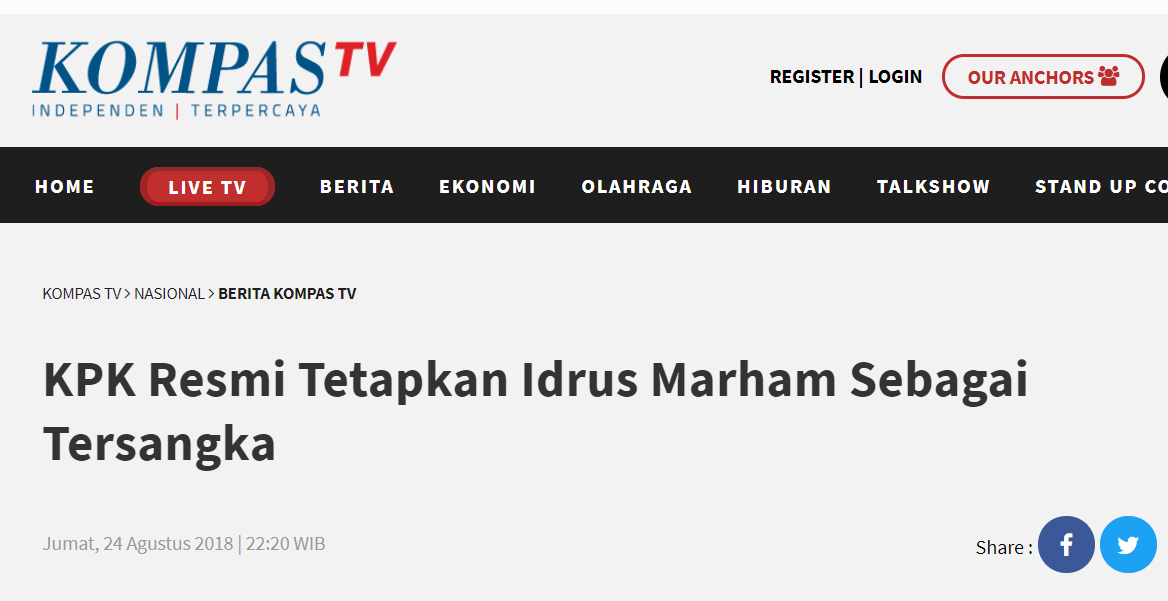 KOMPAS TV
INDEPENDEN | TERPERCAYA
REGISTER | LOGIN
OUR ANCHORS
HOME LIVE TV BERITA EKONOMI OLAHRAGA HIBURAN TALKSHOW STAND UP CO
KOMPAS TV > NASIONAL > BERITA KOMPAS TV
KPK Resmi Tetapkan Idrus Marham Sebagai
Tersangka
Jumat, 24 Agustus 2018 | 22:20 WIB
Share :